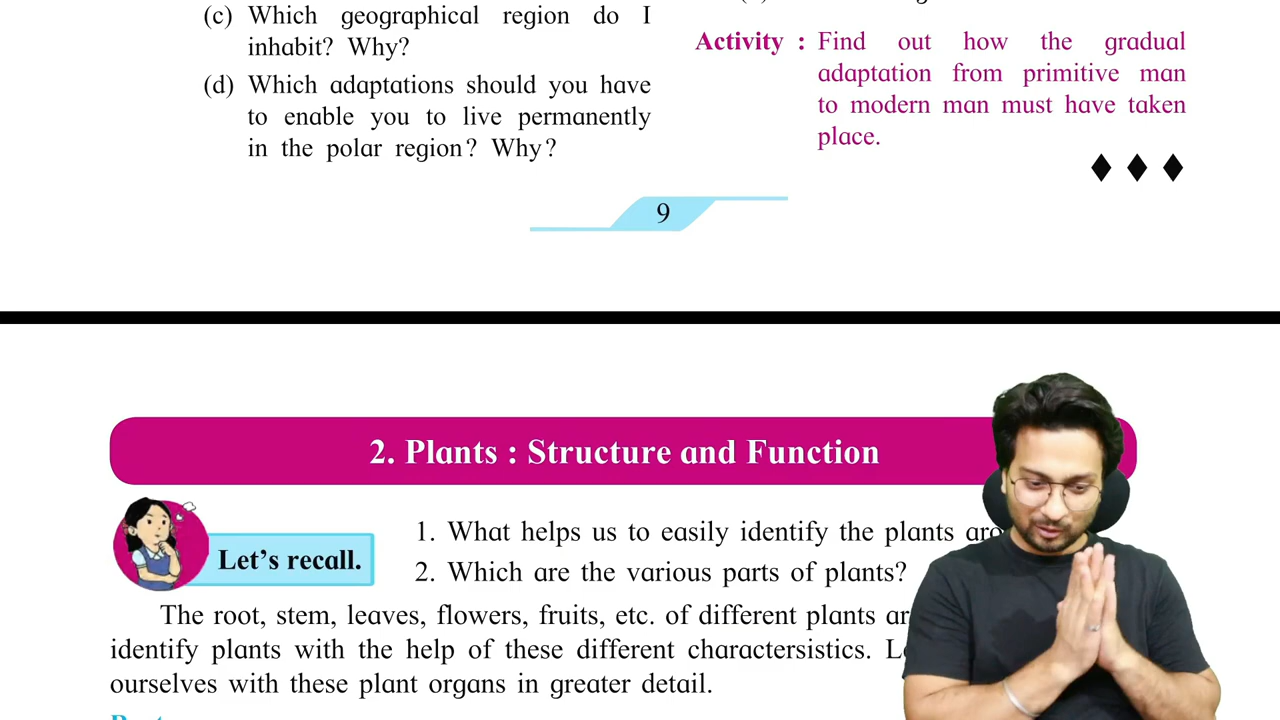 (c) Which geographical region do I
inhabit? Why?
(d) Which adaptations should you have
to enable you to live permanently
in the polar region? Why?
Activity : Find out how the gradual
adaptation from primitive man
to modern man must have taken
place.
9
2. Plants : Structure and Function
Let's recall.
1. What helps us to easily identify the plants
2. Which are the various parts of plants?
The root, stem, leaves, flowers, fruits, etc. of different plants
identify plants with the help of these different charactersistics.
ourselves with these plant organs in greater detail.